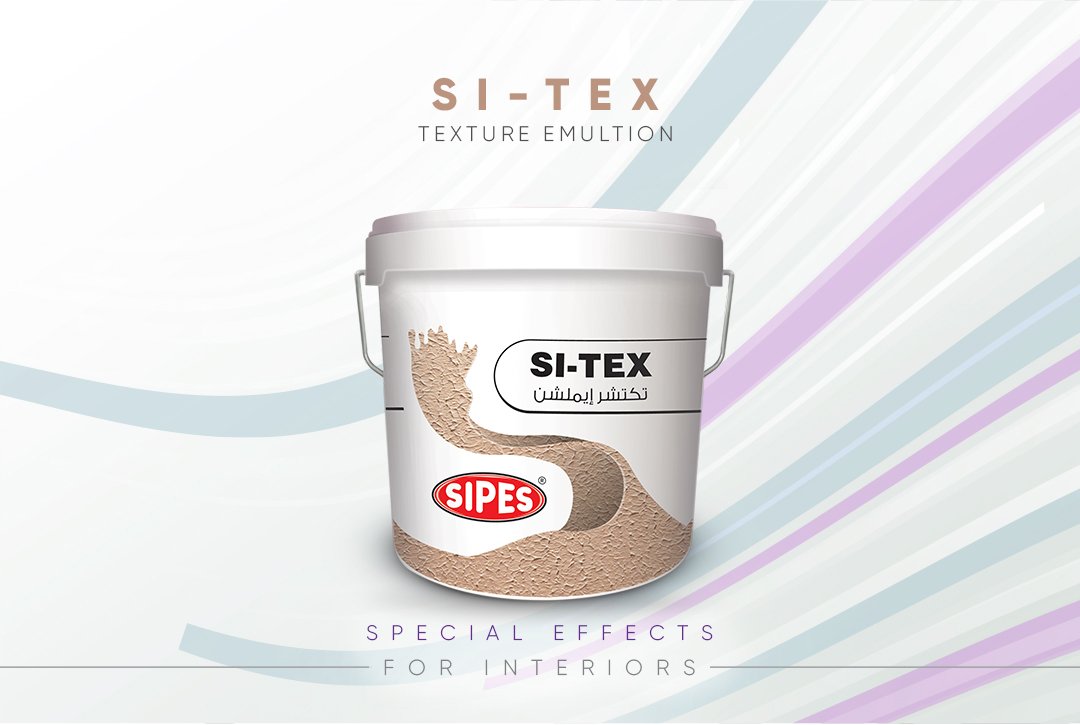 SI-TEX
TEXTURE EMULTION
SI-TEX
تكتشر إيملشن
SIPES®
SPECIAL EFFECTS
FOR INTERIORS